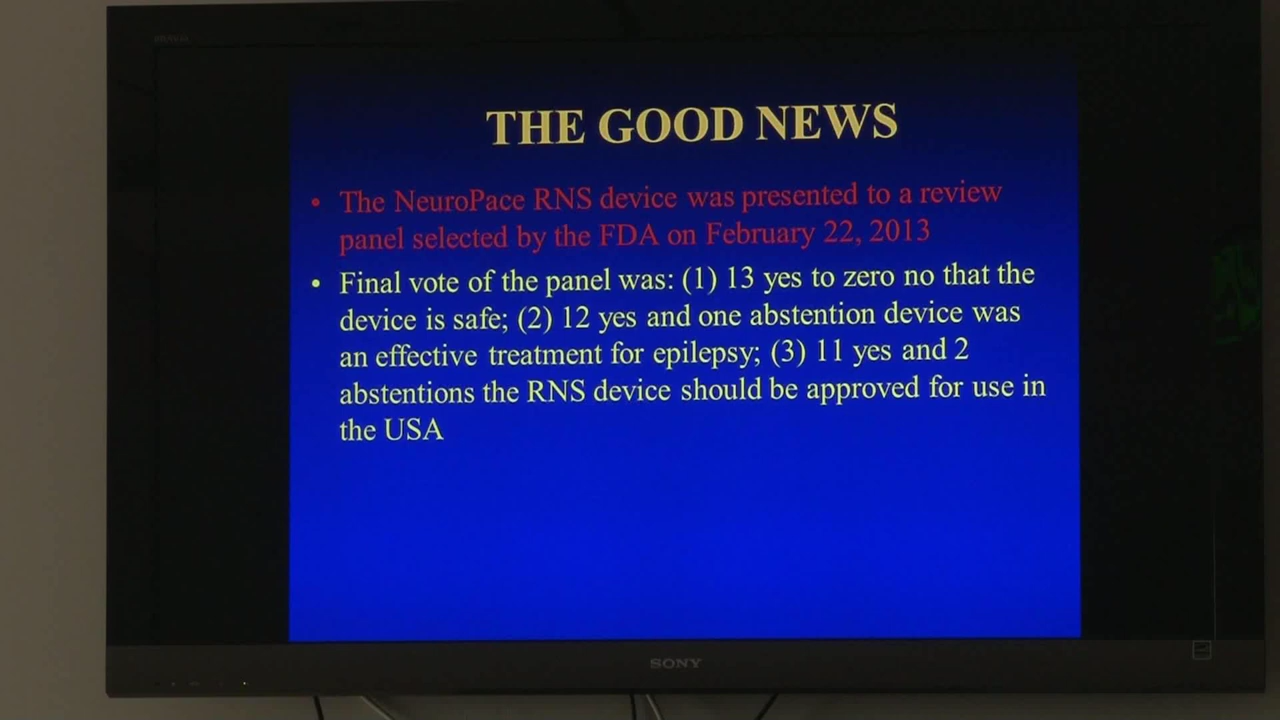 THE GOOD NEWS
• The NeuroPace RNS device was presented to a review
panel selected by the FDA on February 22, 2013
• Final vote of the panel was: (1) 13 yes to zero no that the
device is safe; (2) 12 yes and one abstention device was
an effective treatment for epilepsy; (3) 11 yes and 2
abstentions the RNS device should be approved for use in
the USA
SONY